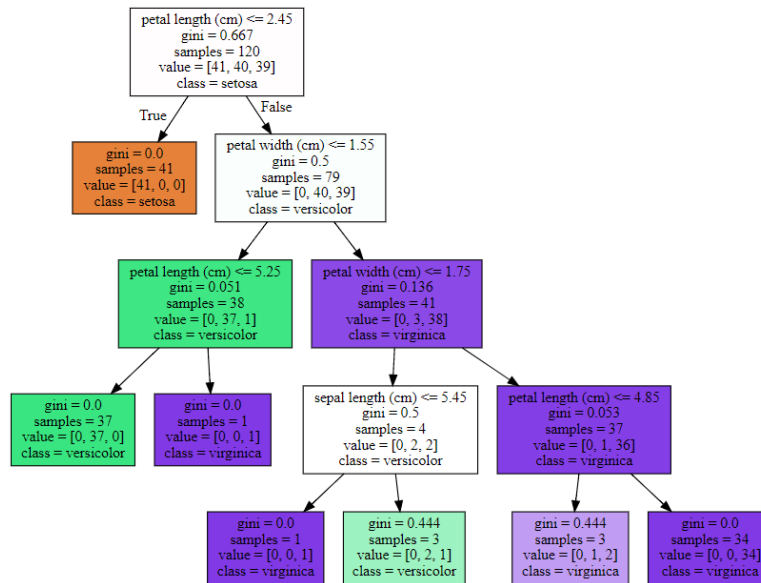 petal length (cm) <= 2.45
gini = 0.667
samples = 120
value = [41, 40, 39]
class = setosa
True
False
gini = 0.0
samples = 41
value = [41, 0, 0]
class = setosa
petal width (cm) <= 1.55
gini = 0.5
samples = 79
value = [0, 40, 39]
class = versicolor
petal length (cm) <= 5.25
gini = 0.051
samples = 38
value = [0, 37, 1]
class = versicolor
petal width (cm) <= 1.75
gini = 0.136
samples = 41
value = [0, 3, 38]
class = virginica
gini = 0.0
samples = 37
value = [0, 37, 0]
class = versicolor
gini = 0.0
samples = 1
value = [0, 0, 1]
class = virginica
sepal length (cm) <= 5.45
gini = 0.5
samples = 4
value = [0, 2, 2]
class = versicolor
petal length (cm) <= 4.85
gini = 0.053
samples = 37
value = [0, 1, 36]
class = virginica
gini = 0.0
samples = 1
value = [0, 0, 1]
class = virginica
gini = 0.444
samples = 3
value = [0, 2, 1]
class = versicolor
gini = 0.444
samples = 3
value = [0, 1, 2]
class = virginica
gini = 0.0
samples = 34
value = [0, 0, 34]
class = virginica